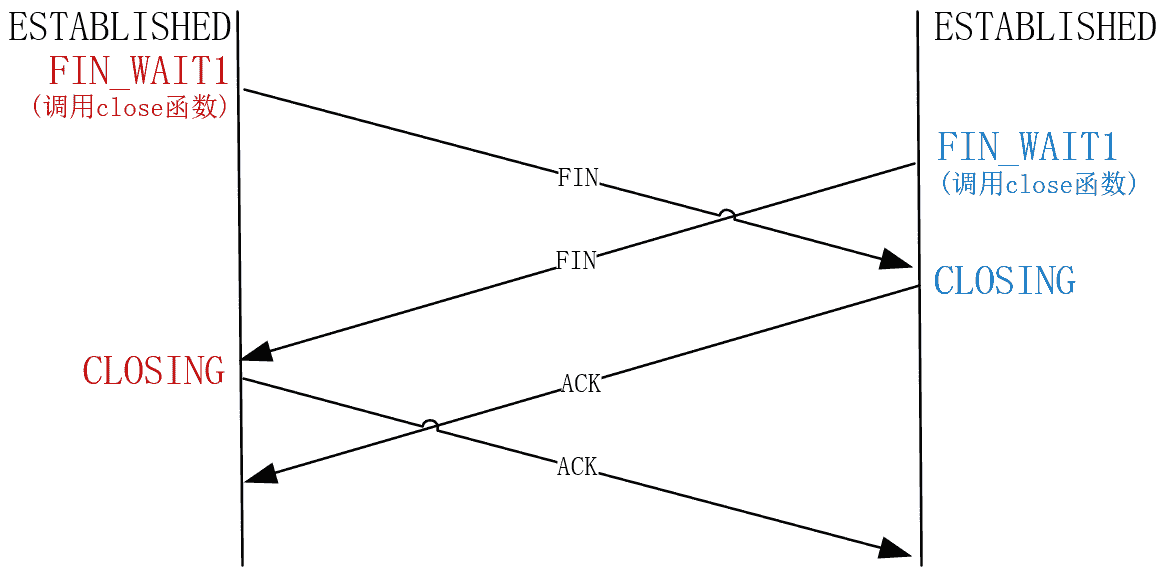 ESTABLISHED
ESTABLISHED
FIN_WAIT1
(调用close函数)
FIN_WAIT1
(调用close函数)
FIN
FIN
CLOSING
CLOSING
ACK
ACK